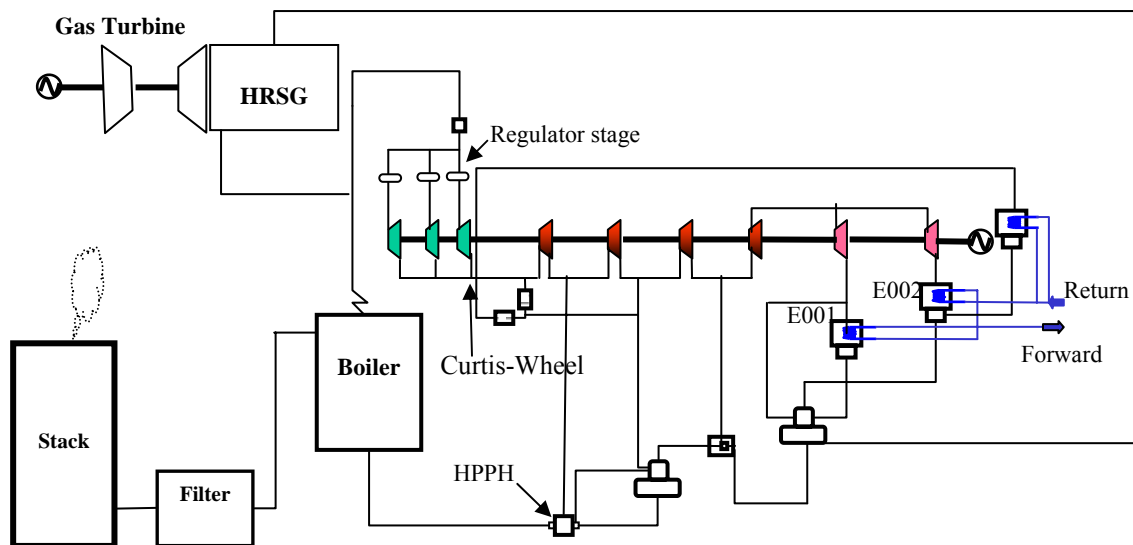 Gas Turbine
HRSG
Regulator stage
E002
Return
E001
Forward
Boiler
Curtis-Wheel
Stack
HPPH
Filter